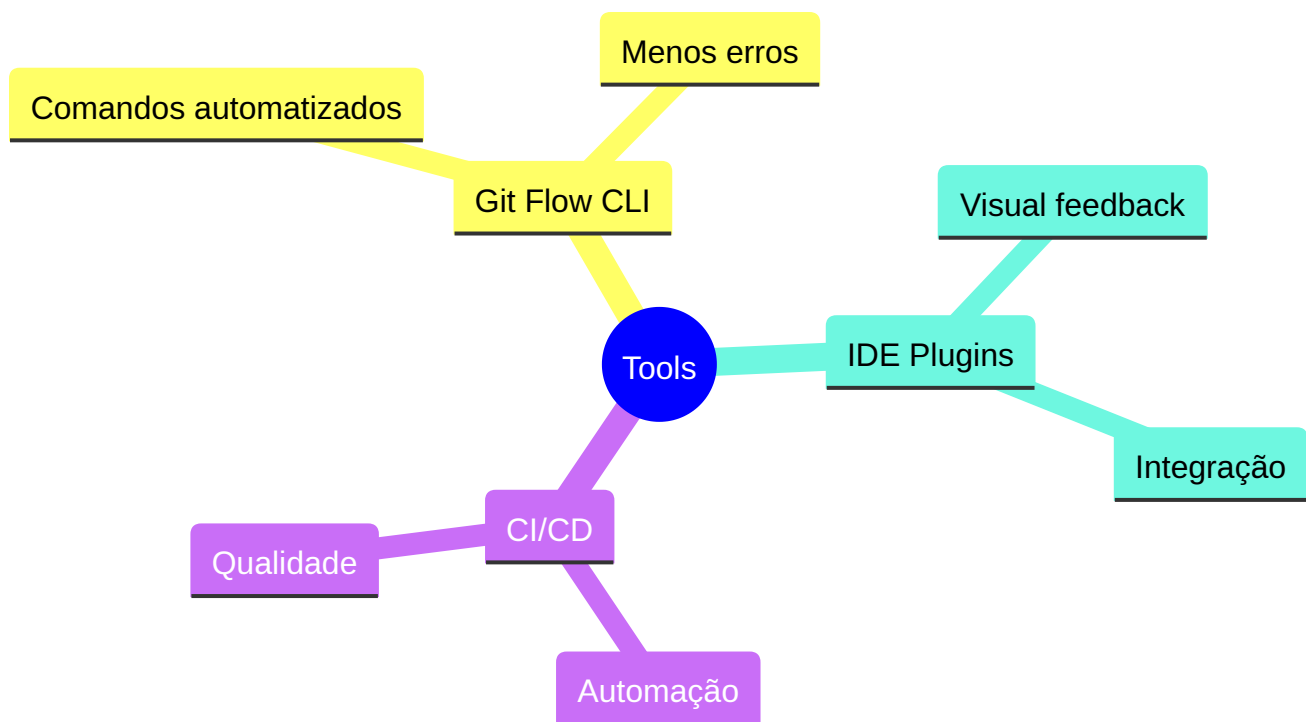 Menos erros
Comandos automatizados
Git Flow CLI
Visual feedback
IDE Plugins
Tools
Integração
CI/CD
Qualidade
Automação